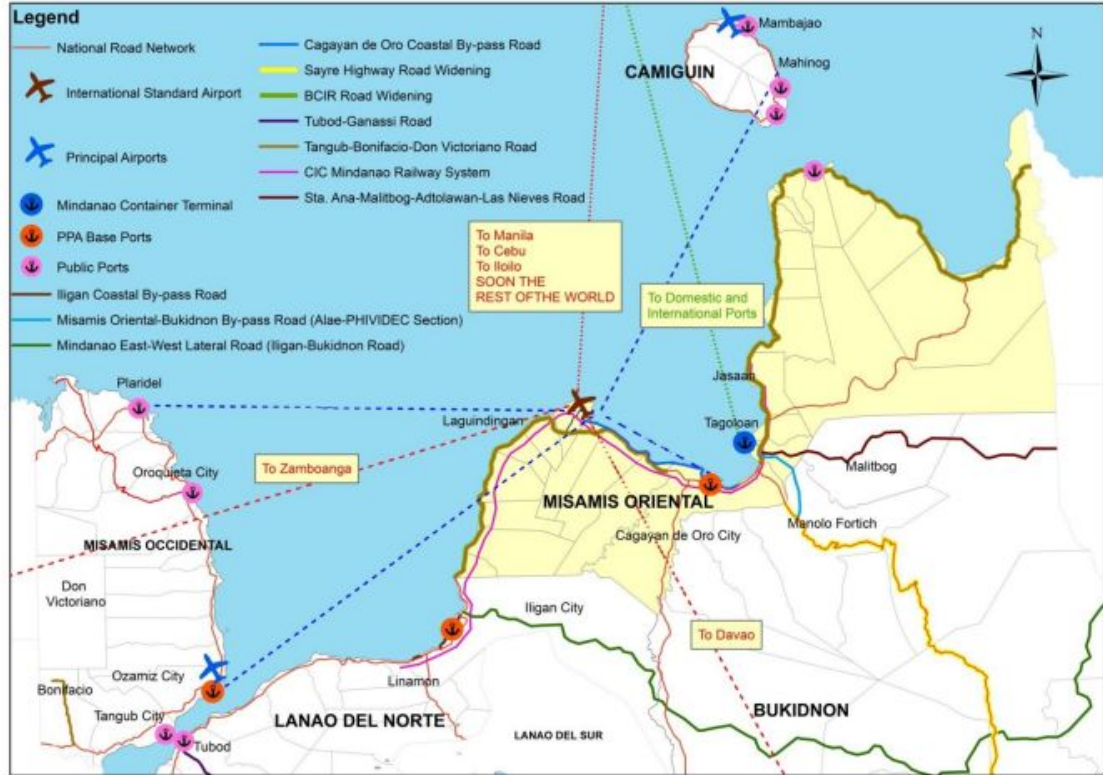 Legend
National Road Network
International Standard Airport
Principal Airports
Mindanao Container Terminal
PPA Base Ports
Public Ports
Iligan Coastal By-pass Road
Misamis Oriental-Bukidnon By-pass Road (Alae-PHIVIDEC Section)
Mindanao East-West Lateral Road (Iligan-Bukidnon Road)
Cagayan de Oro Coastal By-pass Road
Sayre Highway Road Widening
BCIR Road Widening
Tubod-Ganassi Road
Tangub-Bonifacio-Don Victoriano Road
CIC Mindanao Railway System
Sta. Ana-Malitbog-Adtolawan-Las Nieves Road
Mambajao
N
CAMIGUIN
Mahinog
To Manila
To Cebu
To Iloilo
SOON THE
REST OFTHE WORLD
To Domestic and
International Ports
Plaridel
Jasaan
Laguindingan
Tagoloan
To Zamboanga
Oroquieta City
Malitbog
MISAMIS ORIENTAL
Manolo Fortich
Cagayan de Oro City
MISAMIS OCCIDENTAL
Don
Victoriano
Iligan City
To Davao
Ozamiz City
Linamon
Bonifacio
BUKIDNON
Tangub City
LANAO DEL NORTE
LANAO DEL SUR
Tubod